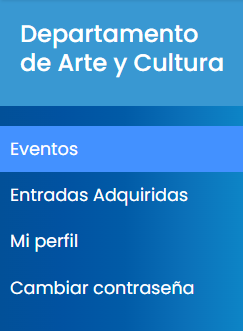 Departamento
de Arte y Cultura
Eventos
Entradas Adquiridas
Mi perfil
Cambiar contraseña